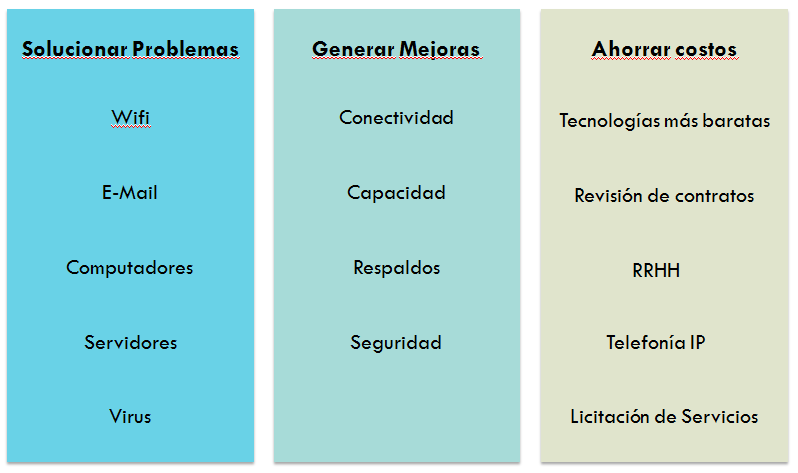 Solucionar Problemas
Wifi
E-Mail
Computadores
Servidores
Virus
Generar Mejoras
Conectividad
Capacidad
Respaldos
Seguridad
Ahorrar costos
Tecnologías más baratas
Revisión de contratos
RRHH
Telefonía IP
Licitación de Servicios